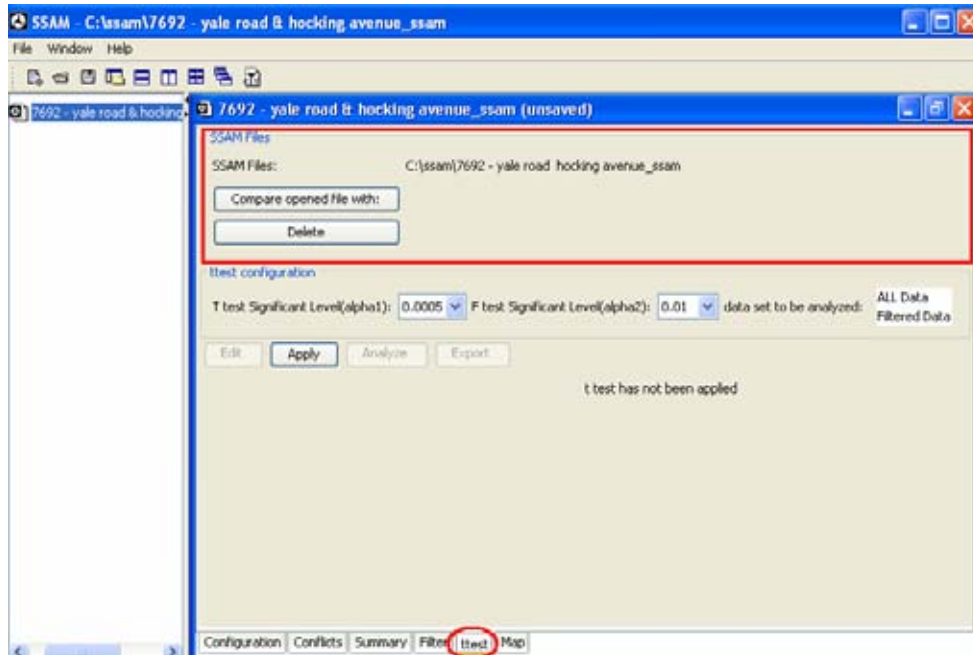 SSAM - C:\ssam\7692 - yale road & hocking avenue_ssam
File Window Help
7692 - yale road & hocking
7692 - yale road & hocking avenue_ssam (unsaved)
SSAM Files
SSAM Files: C:\ssam\7692 - yale road hocking avenue_ssam
Compare opened file with:
Delete
ttest configuration
T test Significant Level(alpha1): 0.0005 F test Significant Level(alpha2): 0.01 data set to be analyzed: ALL Data
Filtered Data
Edit Apply Analyze Export
t test has not been applied
Configuration Conflicts Summary Filter ttest Map